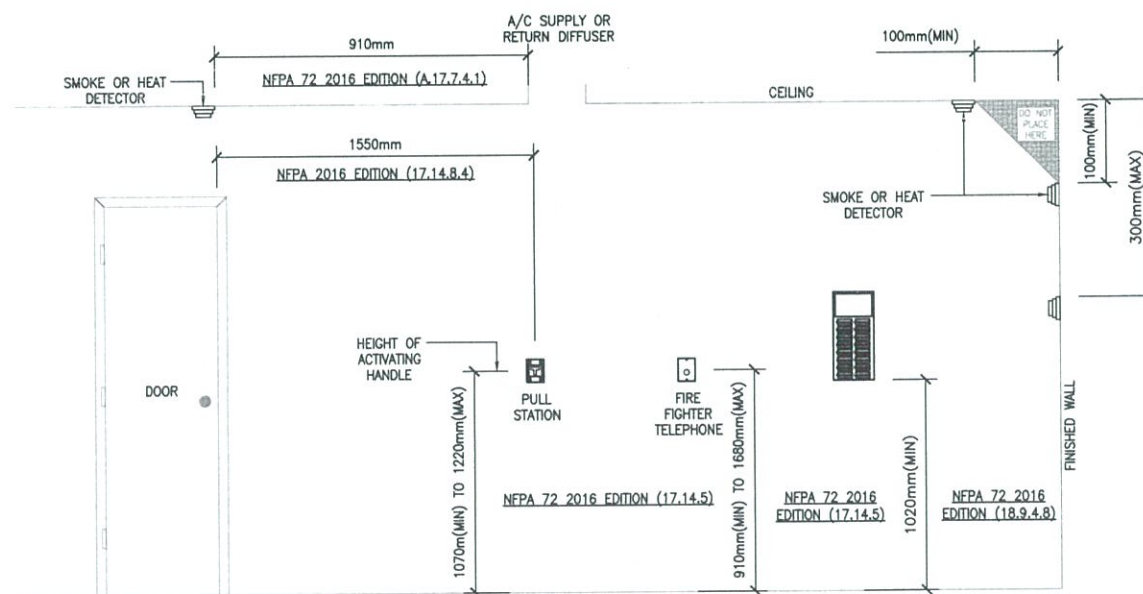 A/C SUPPLY OR
RETURN DIFFUSER
910mm
100mm(MIN)
SMOKE OR HEAT
DETECTOR
NFPA 72 2016 EDITION (A.17.7.4.1)
CEILING
DO NOT
PLACE
HERE
100mm(MIN)
300mm(MAX)
1550mm
NFPA 2016 EDITION (17.14.8.4)
SMOKE OR HEAT
DETECTOR
HEIGHT OF
ACTIVATING
HANDLE
DOOR
PULL
STATION
FIRE
FIGHTER
TELEPHONE
1070m(MIN) TO 1220mm(MAX)
NFPA 72 2016 EDITION (17.14.5)
910mm(MIN) TO 1680mm(MAX)
NFPA 72 2016
EDITION (17.14.5)
1020mm(MIN)
NFPA 72 2016
EDITION (18.9.4.8)
FINISHED WALL